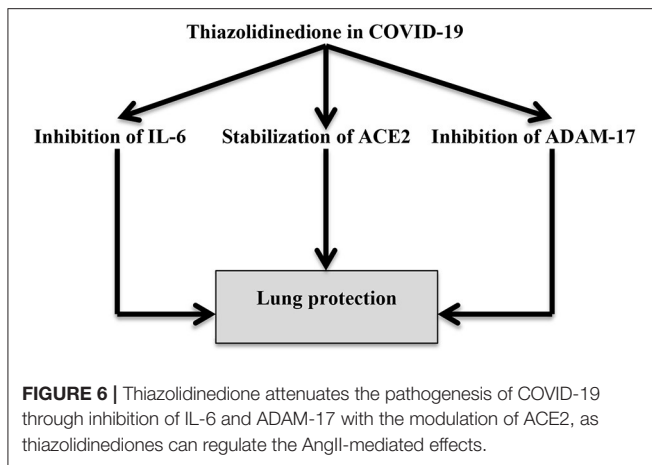 Thiazolidinedione in COVID-19
Inhibition of IL-6 Stabilization of ACE2 Inhibition of ADAM-17
Lung protection
FIGURE 6 | Thiazolidinedione attenuates the pathogenesis of COVID-19
through inhibition of IL-6 and ADAM-17 with the modulation of ACE2, as
thiazolidinediones can regulate the AngII-mediated effects.